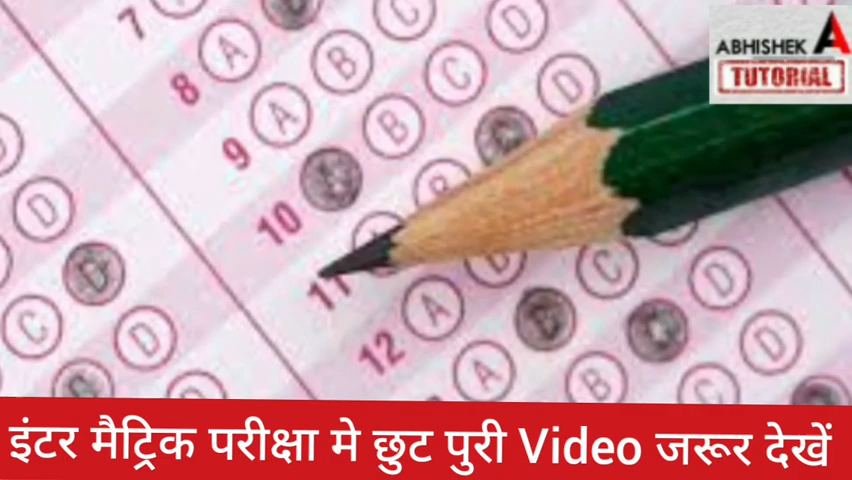 ABHISHEK A
TUTORIAL
7
8 A
9 A B C
10 B C D
11 B D
12 A
A C
B D
C D
D
C D
इंटर मैट्रिक परीक्षा मे छुट पुरी Video जरूर देखें